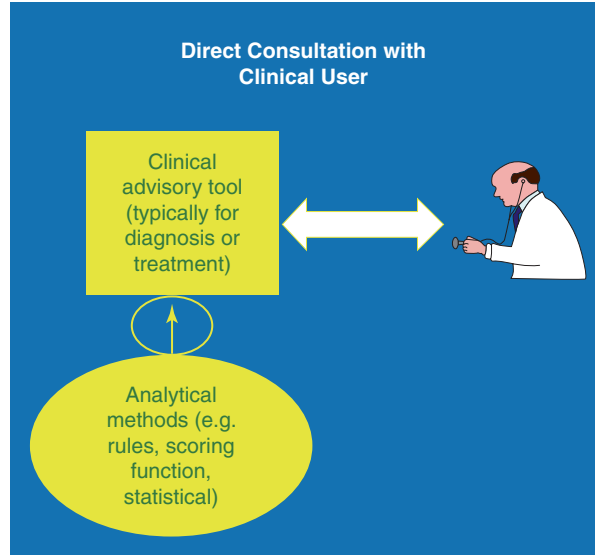 Direct Consultation with
Clinical User
Clinical
advisory tool
(typically for
diagnosis or
treatment)
Analytical
methods (e.g.
rules, scoring
function,
statistical)